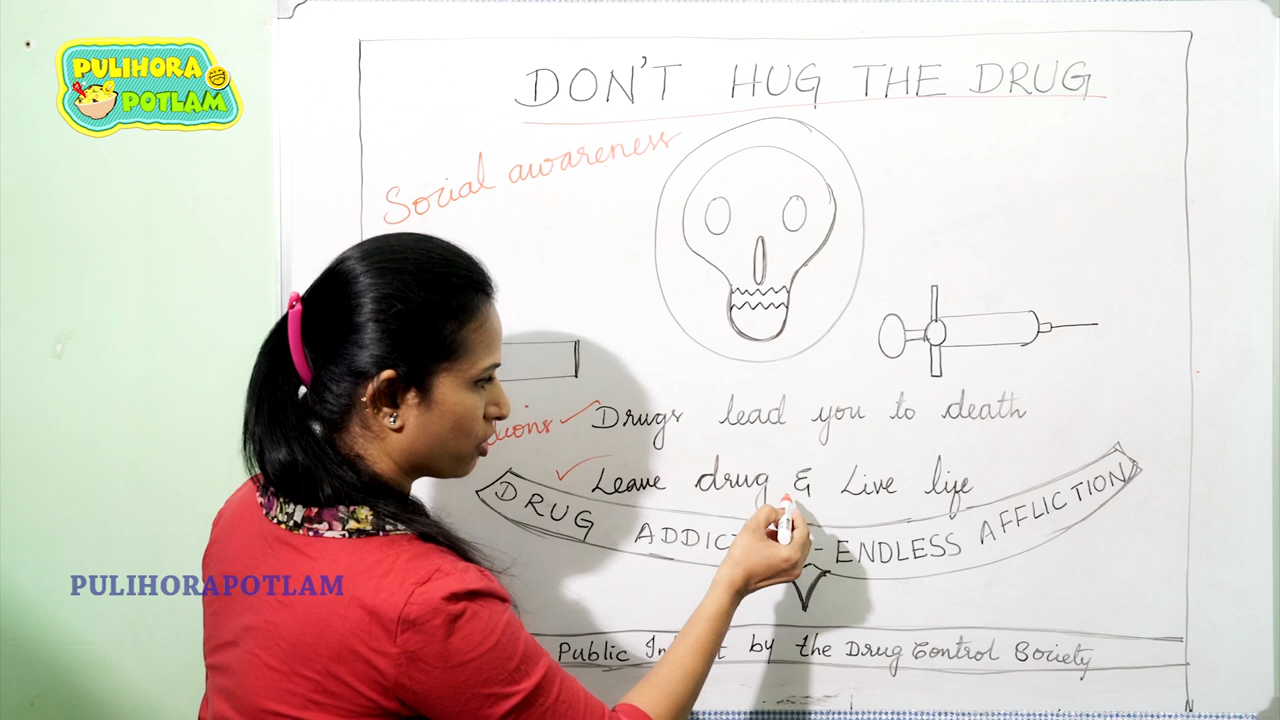 PULIHORA
POTLAM
DON'T HUG THE DRUG
Social awareness
Drugs lead you to death
Leave drug & Live life
DRUG - ENDLESS AFFLICTION
PULIHORAPOTLAM
Public by the Drug Control Society